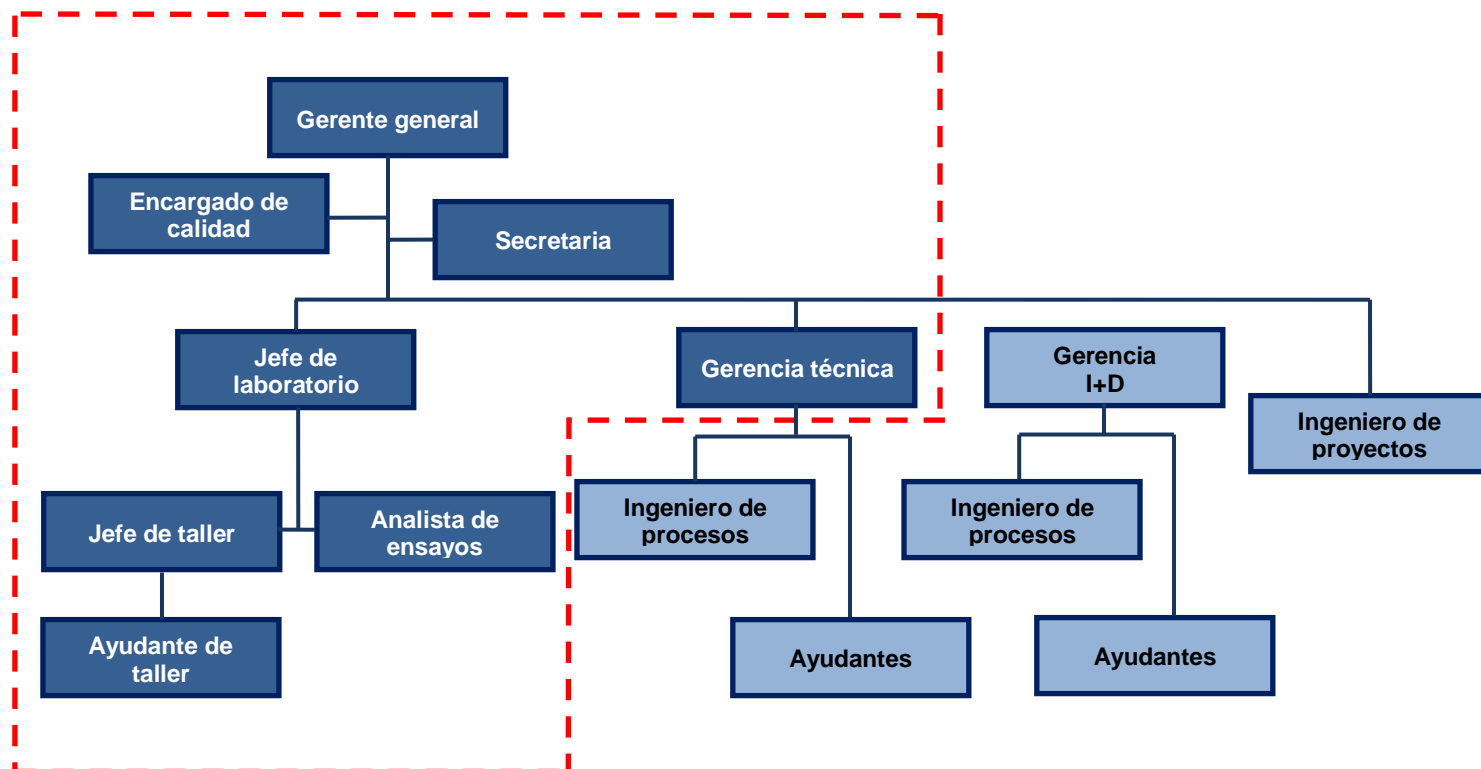 Gerente general
Encargado de
calidad
Secretaria
Jefe de
laboratorio
Gerencia técnica
Gerencia
I+D
Ingeniero de
proyectos
Jefe de taller
Analista de
ensayos
Ingeniero de
procesos
Ingeniero de
procesos
Ayudante de
taller
Ayudantes
Ayudantes